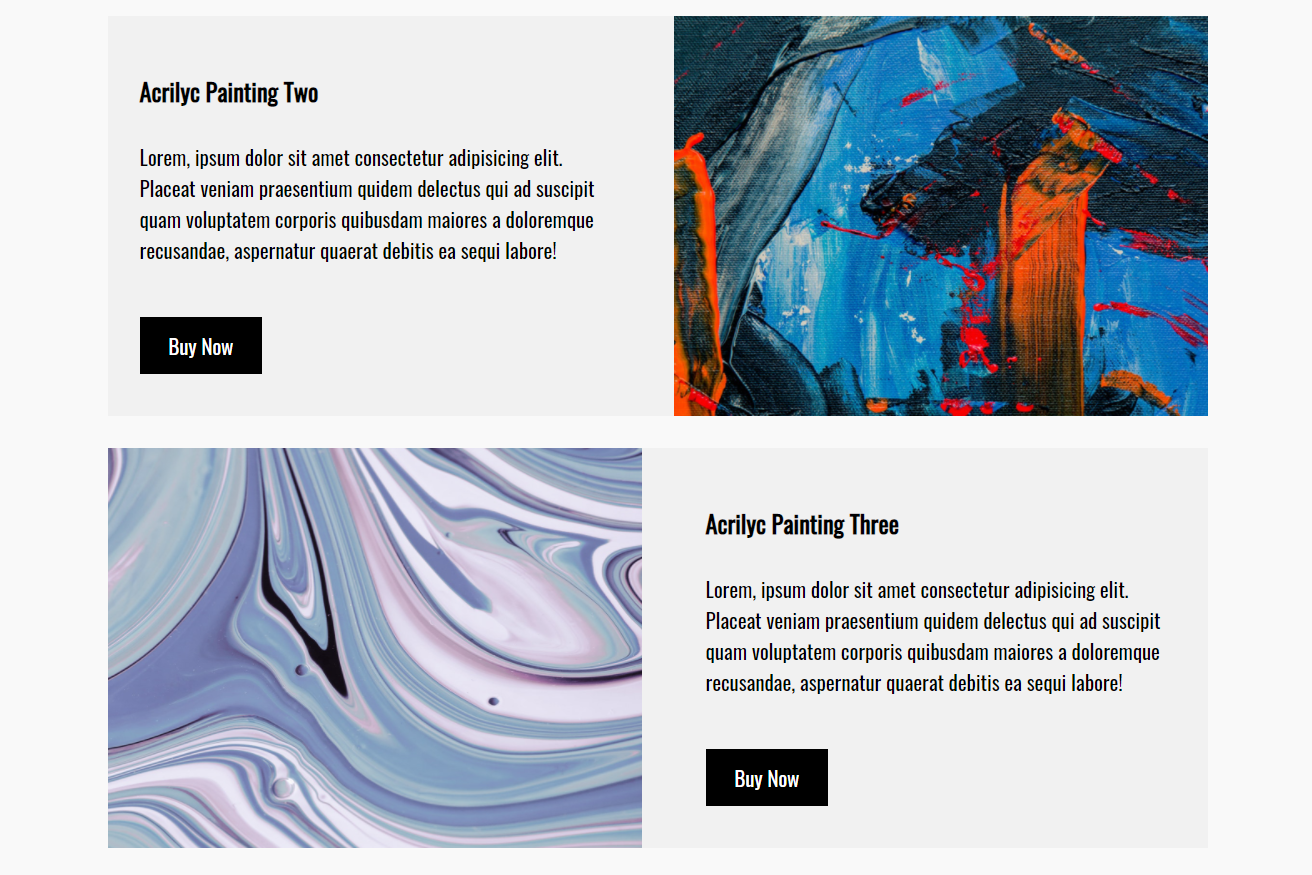 Acrilyc Painting Two
Lorem, ipsum dolor sit amet consectetur adipisicing elit.
Placeat veniam praesentium quidem delectus qui ad suscipit
quam voluptatem corporis quibusdam maiores a doloremque
recusandae, aspernatur quaerat debitis ea sequi labore!
Buy Now
Acrilyc Painting Three
Lorem, ipsum dolor sit amet consectetur adipisicing elit.
Placeat veniam praesentium quidem delectus qui ad suscipit
quam voluptatem corporis quibusdam maiores a doloremque
recusandae, aspernatur quaerat debitis ea sequi labore!
Buy Now